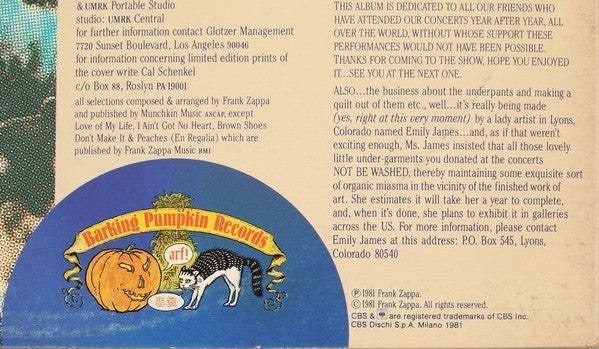 & UMRK Portable Studio
studio: UMRK Central
for further information contact Glotzer Management
7720 Sunset Boulevard, Los Angeles 90046
for information concerning limited edition prints of
the cover write Cal Schenkel
c/o Box 88, Roslyn PA 19001
all selections composed & arranged by Frank Zappa
and published by Munchkin Music ASCAP, except
Love of My Life, I Ain't Got No Heart, Brown Shoes
Don't Make It & Peaches (En Regalia) which are
published by Frank Zappa Music BMI
Barking Pumpkin Records
arf!
THIS ALBUM IS DEDICATED TO ALL OUR FRIENDS WHO
HAVE ATTENDED OUR CONCERTS YEAR AFTER YEAR, ALL
OVER THE WORLD, WITHOUT WHOSE SUPPORT THESE
PERFORMANCES WOULD NOT HAVE BEEN POSSIBLE.
THANKS FOR COMING TO THE SHOW, HOPE YOU ENJOYED
IT...SEE YOU AT THE NEXT ONE.
ALSO...the business about the underpants and making a
quilt out of them etc., well...it's really being made
(yes, right at this very moment) by a lady artist in Lyons,
Colorado named Emily James...and, as if that weren't
exciting enough, Ms. James insisted that all those lovely
little under-garments you donated at the concerts
NOT BE WASHED, thereby maintaining some exquisite sort
of organic miasma in the vicinity of the finished work of
art. She estimates it will take her a year to complete,
and, when it's done, she plans to exhibit it in galleries
across the US. For more information, please contact
Emily James at this address: P.O. Box 545, Lyons,
Colorado 80540
℗ 1981 Frank Zappa.
© 1981 Frank Zappa. All rights reserved.
CBS & are registered trademarks of CBS Inc.
CBS Dischi S.p.A. Milano 1981